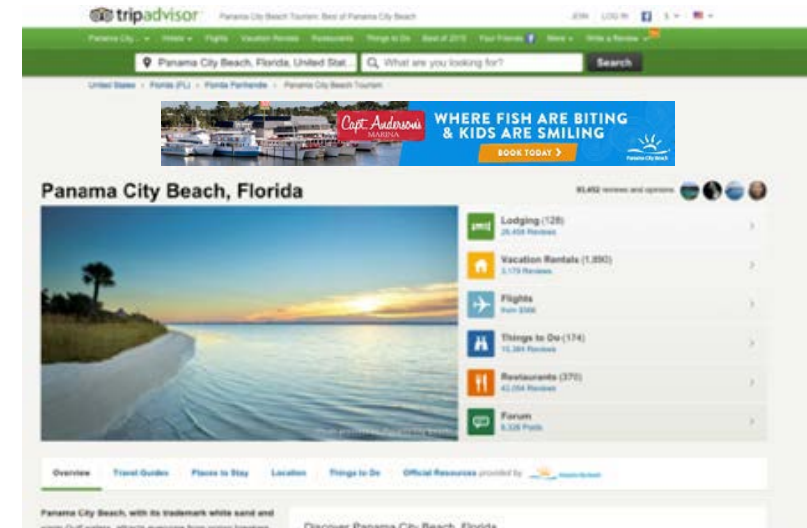 tripadvisor Panama City Beach Tourism: Best of Panama City Beach JOIN LOG IN $
Panama City... Hotels Flights Vacation Rentals Restaurants Things to Do Best of 2015 Your Friends More Write a Review
Panama City Beach, Florida, United Stat... What are you looking for? Search
United States › Florida (FL) › Florida Panhandle › Panama City Beach Tourism
Capt. Anderson's
MARINA
WHERE FISH ARE BITING
& KIDS ARE SMILING
BOOK TODAY
Panama City Beach
Panama City Beach, Florida
reviews and opinions
Lodging (128)
Reviews
Vacation Rentals (1,890)
3,179 Reviews
Flights
from
Things to Do (174)
Reviews
Restaurants (370)
Reviews
Forum
Posts
Overview Travel Guides Places to Stay Location Things to Do Official Resources provided by
Panama City Beach, with its trademark white sand and
Discover Panama City Beach, Florida